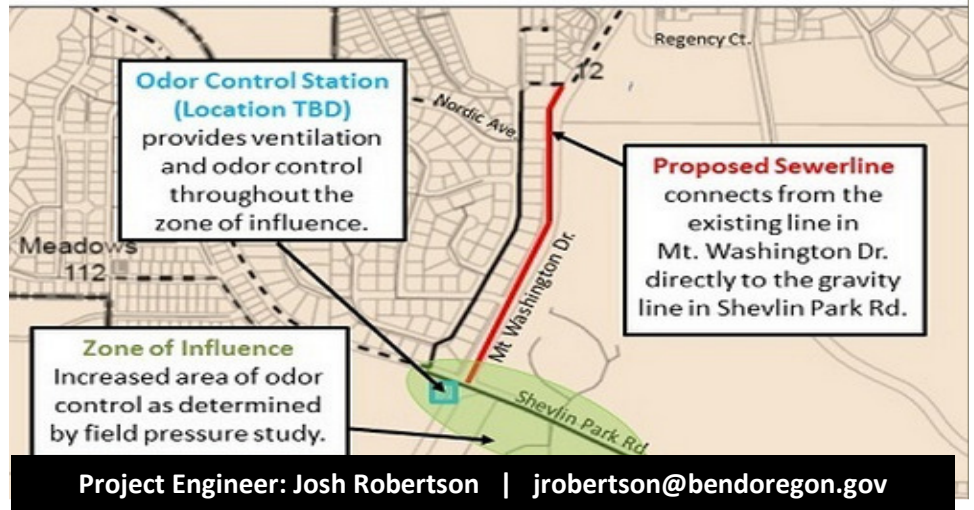 Regency Ct.
12
Odor Control Station
(Location TBD)
provides ventilation
and odor control
throughout the
zone of influence.
Nordic Ave.
Proposed Sewerline
connects from the
existing line in
Mt. Washington Dr.
directly to the gravity
line in Shevlin Park Rd.
Meadows
112
Mt Washington Dr.
Zone of Influence
Increased area of odor
control as determined
by field pressure study.
Shevlin Park Rd
Project Engineer: Josh Robertson | jrobertson@bendoregon.gov